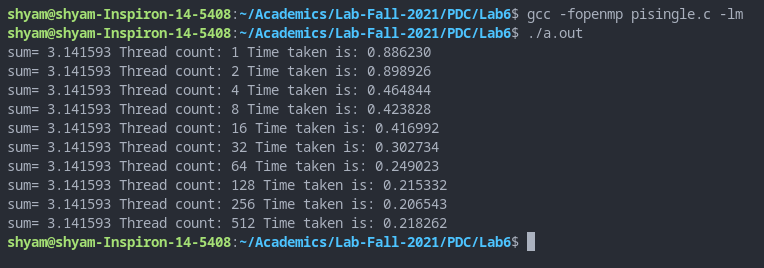 shyam@shyam-Inspiron-14-5408:~/Academics/Lab-Fall-2021/PDC/Lab6$ gcc -fopenmp pisingle.c -lm
shyam@shyam-Inspiron-14-5408:~/Academics/Lab-Fall-2021/PDC/Lab6$ ./a.out
sum= 3.141593 Thread count: 1 Time taken is: 0.886230
sum= 3.141593 Thread count: 2 Time taken is: 0.898926
sum= 3.141593 Thread count: 4 Time taken is: 0.464844
sum= 3.141593 Thread count: 8 Time taken is: 0.423828
sum= 3.141593 Thread count: 16 Time taken is: 0.416992
sum= 3.141593 Thread count: 32 Time taken is: 0.302734
sum= 3.141593 Thread count: 64 Time taken is: 0.249023
sum= 3.141593 Thread count: 128 Time taken is: 0.215332
sum= 3.141593 Thread count: 256 Time taken is: 0.206543
sum= 3.141593 Thread count: 512 Time taken is: 0.218262
shyam@shyam-Inspiron-14-5408:~/Academics/Lab-Fall-2021/PDC/Lab6$